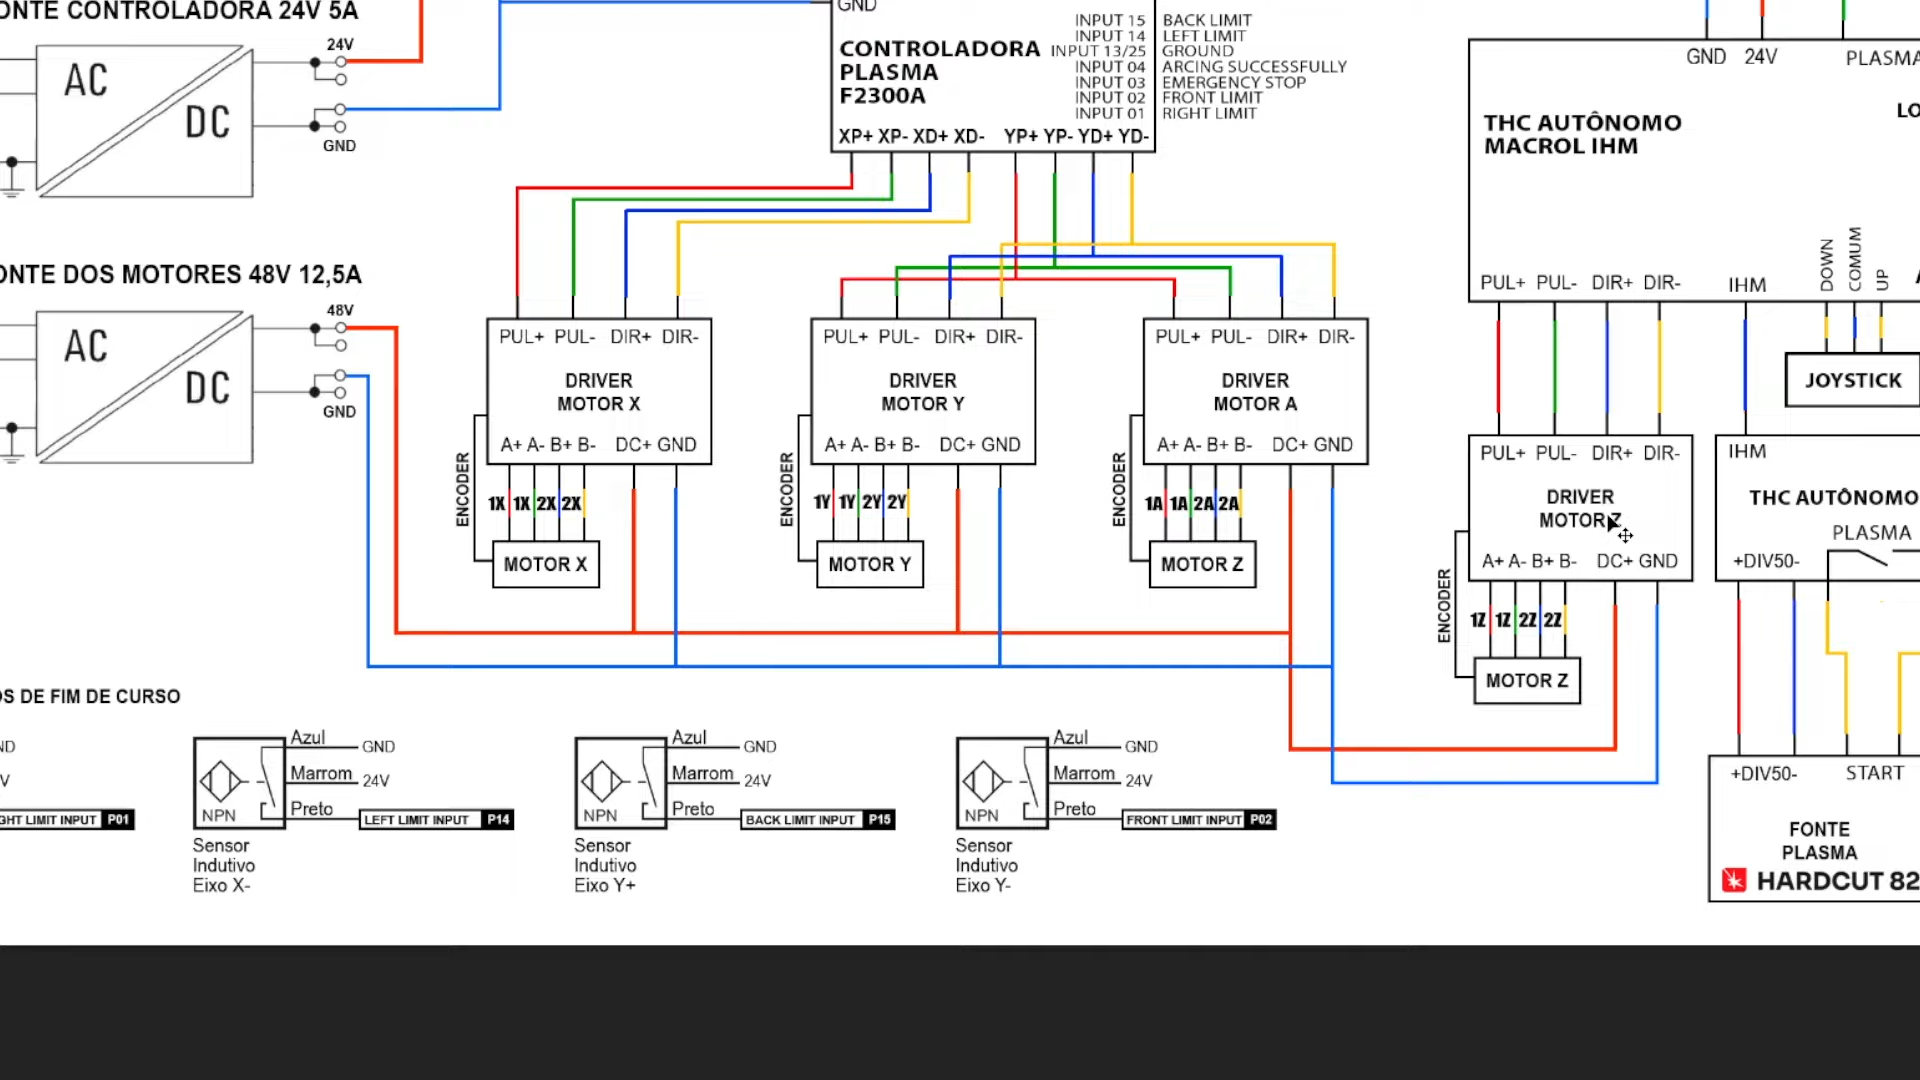 ONTE CONTROLADORA 24V 5A
AC
DC
24V
GND
GND
CONTROLADORA
PLASMA
F2300A
INPUT 15 BACK LIMIT
INPUT 14 LEFT LIMIT
INPUT 13/25 GROUND
INPUT 04 ARCING SUCCESSFULLY
INPUT 03 EMERGENCY STOP
INPUT 02 FRONT LIMIT
INPUT 01 RIGHT LIMIT
XP+ XP- XD+ XD- YP+ YP- YD+ YD-
GND 24V PLASMA
THC AUTÔNOMO
MACROL IHM
LO
PUL+ PUL- DIR+ DIR- IHM
DOWN
COMUM
UP
JOYSTICK
ONTE DOS MOTORES 48V 12,5A
AC
DC
48V
GND
PUL+ PUL- DIR+ DIR-
DRIVER
MOTOR X
A+ A- B+ B- DC+ GND
ENCODER
1X 1X 2X 2X
MOTOR X
PUL+ PUL- DIR+ DIR-
DRIVER
MOTOR Y
A+ A- B+ B- DC+ GND
ENCODER
1Y 1Y 2Y 2Y
MOTOR Y
PUL+ PUL- DIR+ DIR-
DRIVER
MOTOR A
A+ A- B+ B- DC+ GND
ENCODER
1A 1A 2A 2A
MOTOR Z
PUL+ PUL- DIR+ DIR-
DRIVER
MOTOR Z
A+ A- B+ B- DC+ GND
ENCODER
1Z 1Z 2Z 2Z
MOTOR Z
IHM
THC AUTÔNOMO
PLASMA
+DIV50-
+DIV50- START
FONTE
PLASMA
HARDCUT 82
OS DE FIM DE CURSO
ND
V
GHT LIMIT INPUT P01
Azul GND
Marrom 24V
Preto
NPN
LEFT LIMIT INPUT P14
Sensor
Indutivo
Eixo X-
Azul GND
Marrom 24V
Preto
NPN
BACK LIMIT INPUT P15
Sensor
Indutivo
Eixo Y+
Azul GND
Marrom 24V
Preto
NPN
FRONT LIMIT INPUT P02
Sensor
Indutivo
Eixo Y-